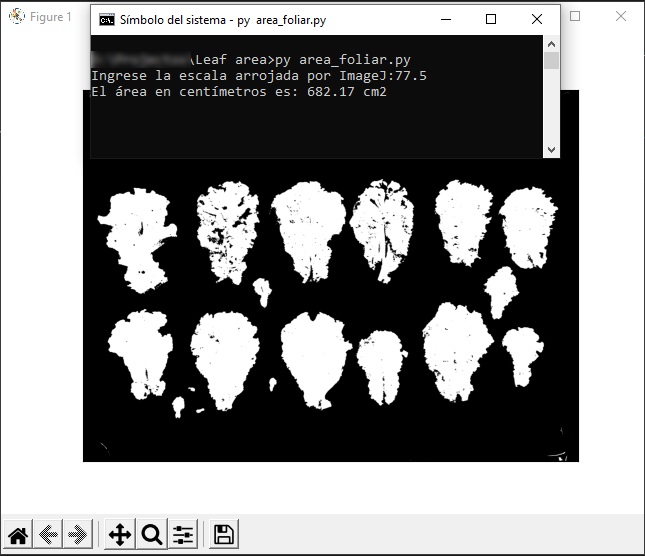 Figure 1
Símbolo del sistema - py area_foliar.py
\Leaf area>py area_foliar.py
Ingrese la escala arrojada por ImageJ:77.5
El área en centímetros es: 682.17 cm2